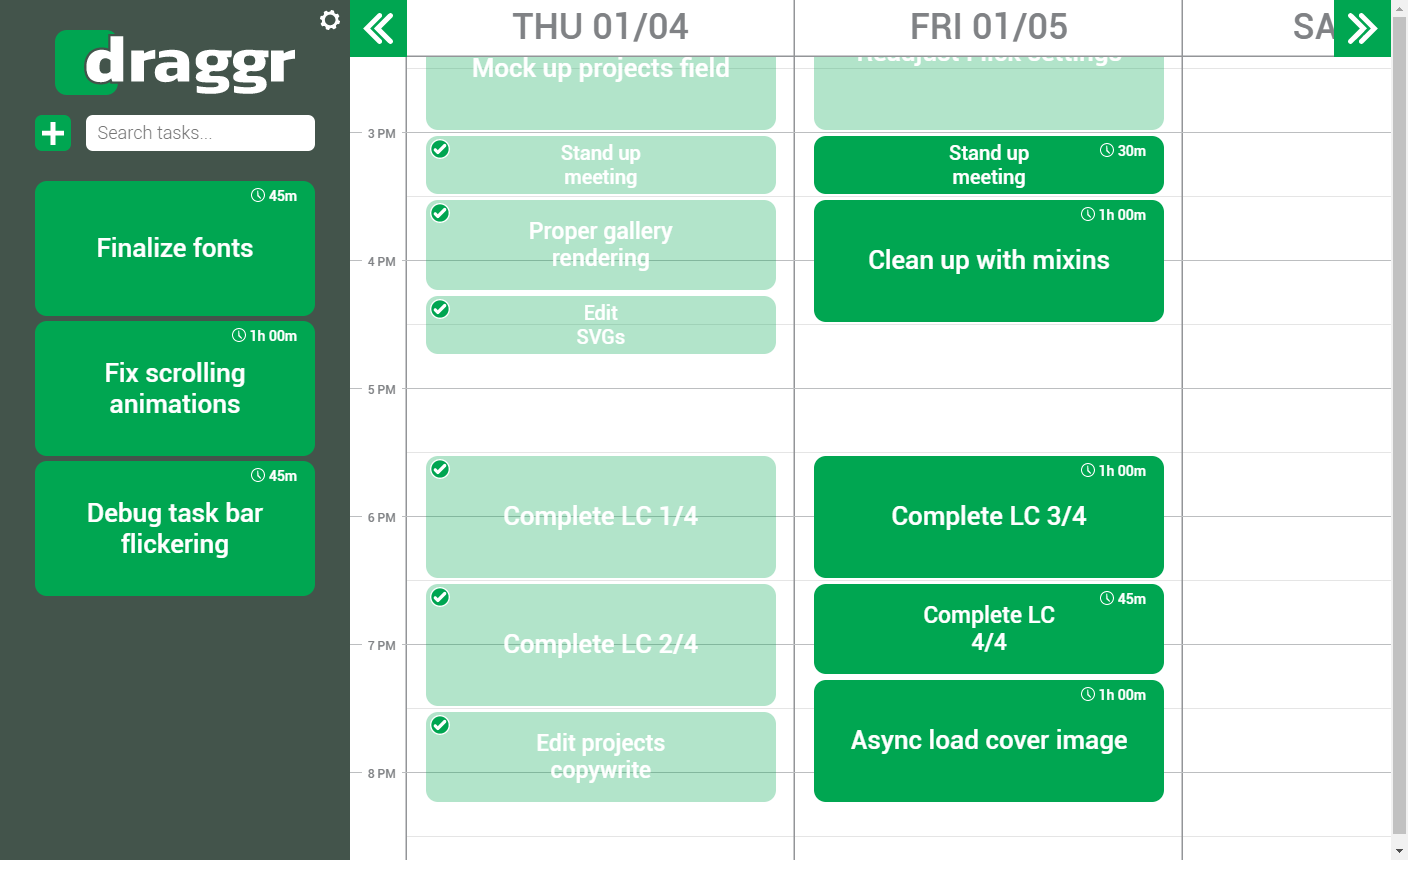 draggr
Search tasks...
45m
Finalize fonts
1h 00m
Fix scrolling
animations
45m
Debug task bar
flickering
THU 01/04
FRI 01/05
SA
3 PM
4 PM
5 PM
6 PM
7 PM
8 PM
Mock up projects field
Stand up
meeting
Proper gallery
rendering
Edit
SVGs
Complete LC 1/4
Complete LC 2/4
Edit projects
copywrite
30m
Stand up
meeting
1h 00m
Clean up with mixins
1h 00m
Complete LC 3/4
45m
Complete LC
4/4
1h 00m
Async load cover image